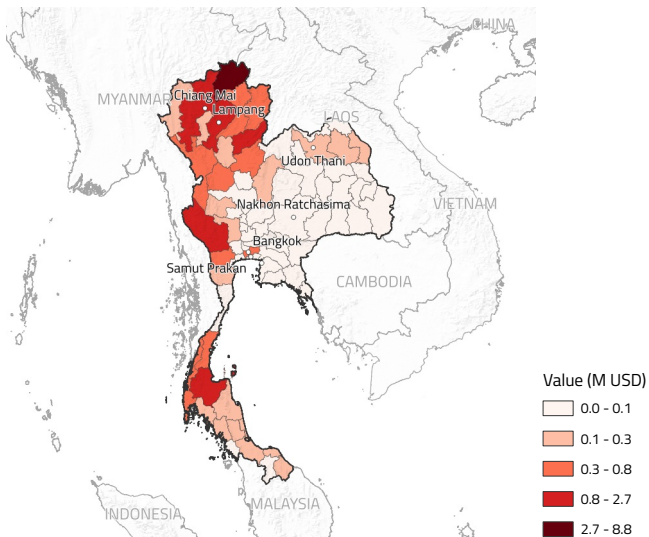 CHINA
MYANMAR
Chiang Mai
Lampang
LAOS
Udon Thani
Nakhon Ratchasima
VIETNAM
Bangkok
Samut Prakan
CAMBODIA
Value (M USD)
0.0 - 0.1
0.1 - 0.3
0.3 - 0.8
0.8 - 2.7
2.7 - 8.8
MALAYSIA
INDONESIA